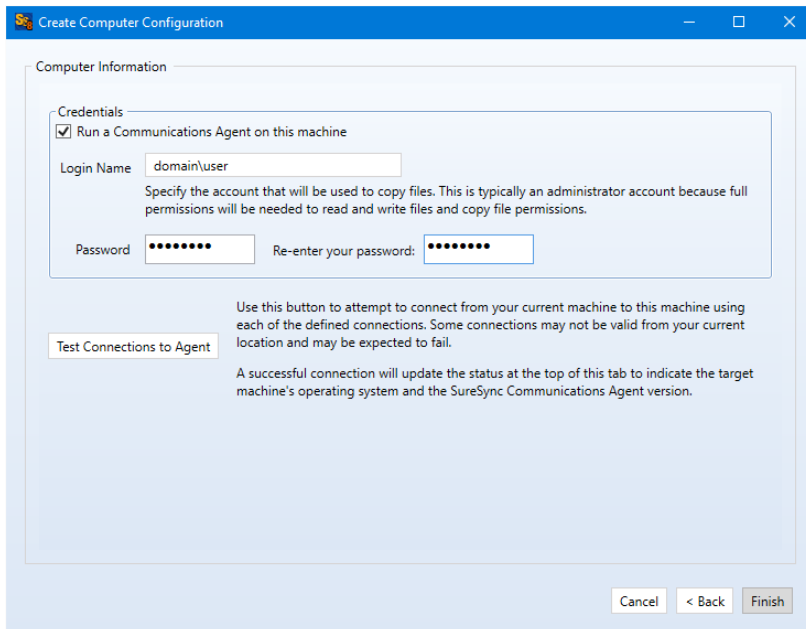 Create Computer Configuration
Computer Information
Credentials
Run a Communications Agent on this machine
Login Name domain\user
Specify the account that will be used to copy files. This is typically an administrator account because full
permissions will be needed to read and write files and copy file permissions.
Password ●●●●●●●● Re-enter your password: ●●●●●●●●
Use this button to attempt to connect from your current machine to this machine using
each of the defined connections. Some connections may not be valid from your current
location and may be expected to fail.
Test Connections to Agent
A successful connection will update the status at the top of this tab to indicate the target
machine's operating system and the SureSync Communications Agent version.
Cancel < Back Finish